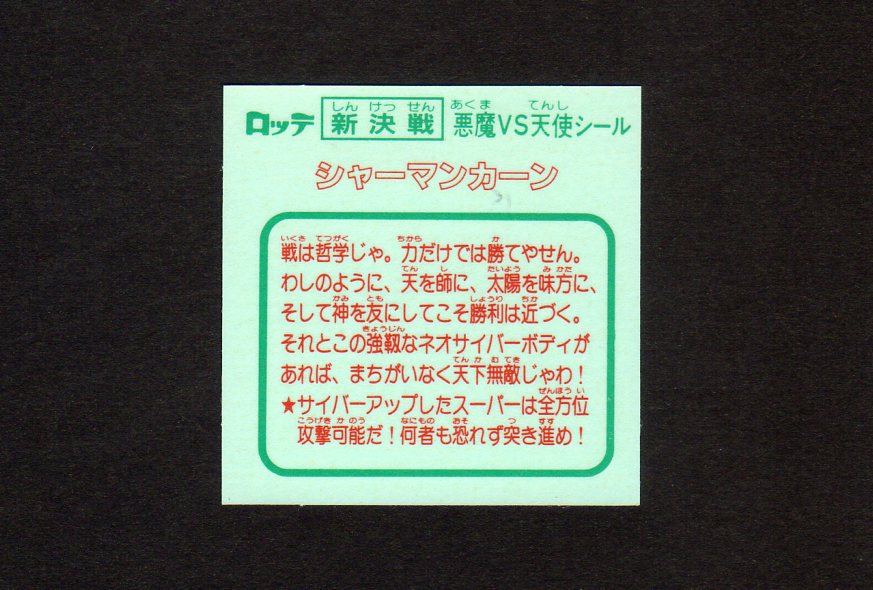 ロッテ 新決戦 悪魔VS天使シール
シャーマンカーン
戦は哲学じゃ。力だけでは勝てやせん。
わしのように、天を師に、太陽を味方に、
そして神を友にしてこそ勝利は近づく。
それとこの強靱なネオサイバーボディが
あれば、まちがいなく天下無敵じゃわ！
★サイバーアップしたスーパーは全方位
攻撃可能だ！何者も恐れず突き進め！